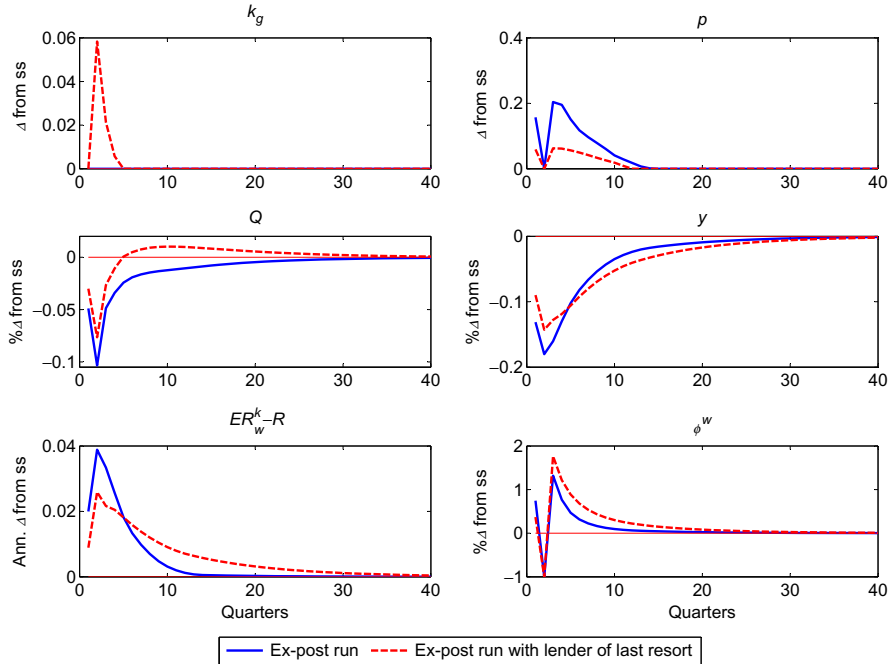 k_g
Δ from ss
0.06
0.04
0.02
0
0 10 20 30 40
p
Δ from ss
0.4
0.2
0
0 10 20 30 40
Q
%Δ from ss
0
−0.05
−0.1
0 10 20 30 40
y
%Δ from ss
0
−0.1
−0.2
0 10 20 30 40
ER^k_w–R
Ann. Δ from ss
0.04
0.02
0
0 10 20 30 40
Quarters
ϕ^w
%Δ from ss
2
1
0
−1
0 10 20 30 40
Quarters
Ex-post run Ex-post run with lender of last resort